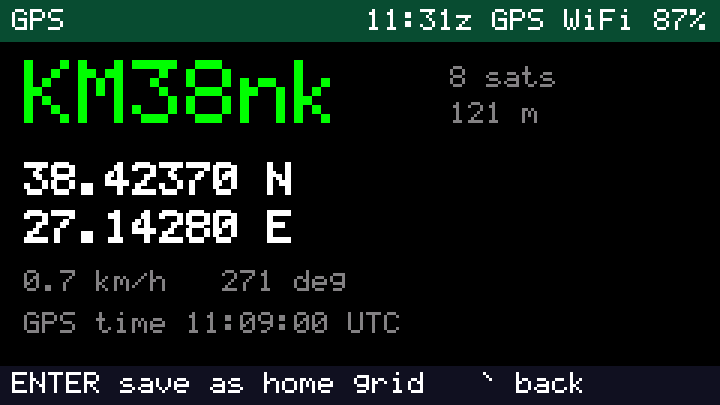 GPS 11:31z GPS WiFi 87%
KM38nk
8 sats
121 m
38.42370 N
27.14280 E
0.7 km/h 271 deg
GPS time 11:09:00 UTC
ENTER save as home grid ` back